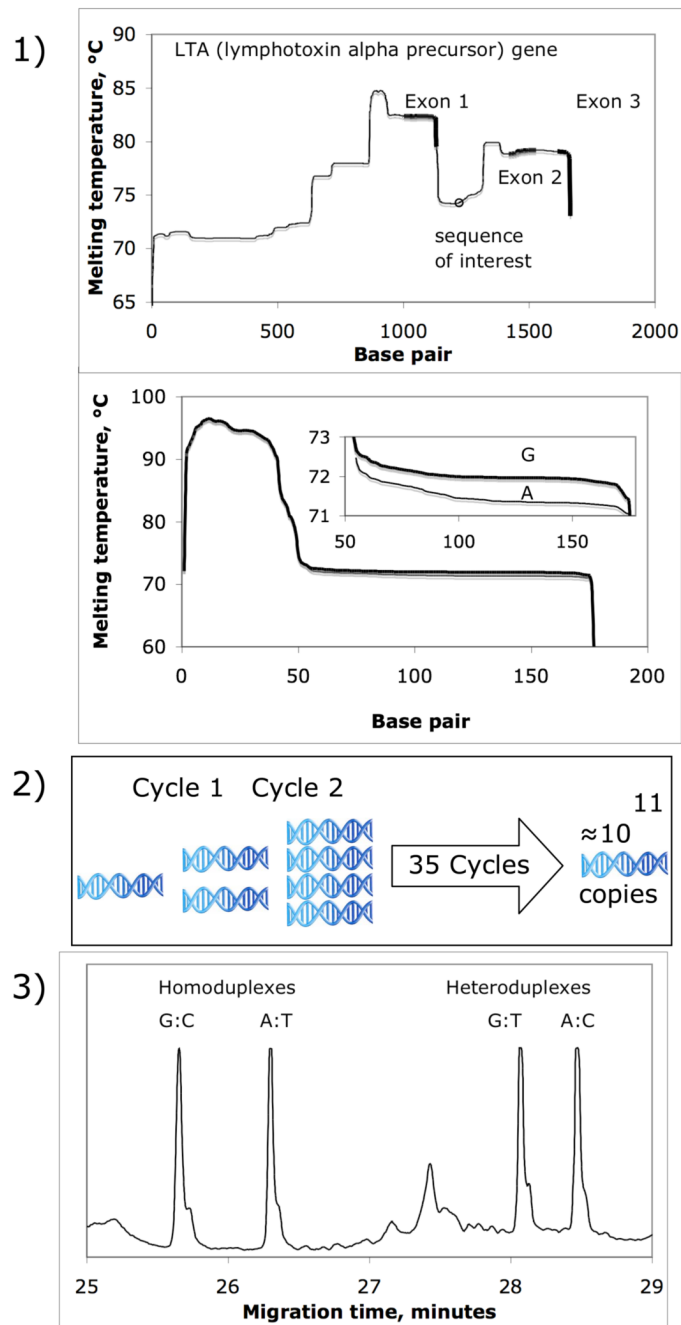 1)
LTA (lymphotoxin alpha precursor) gene
Melting temperature, °C
90
85
80
75
70
65
Exon 1
Exon 3
Exon 2
sequence
of interest
0
500
1000
1500
2000
Base pair
Melting temperature, °C
100
90
80
70
60
73
72
71
G
A
50
100
150
0
50
100
150
200
Base pair
2)
Cycle 1
Cycle 2
35 Cycles
11
≈10
copies
3)
Homoduplexes
Heteroduplexes
G:C
A:T
G:T
A:C
25
26
27
28
29
Migration time, minutes